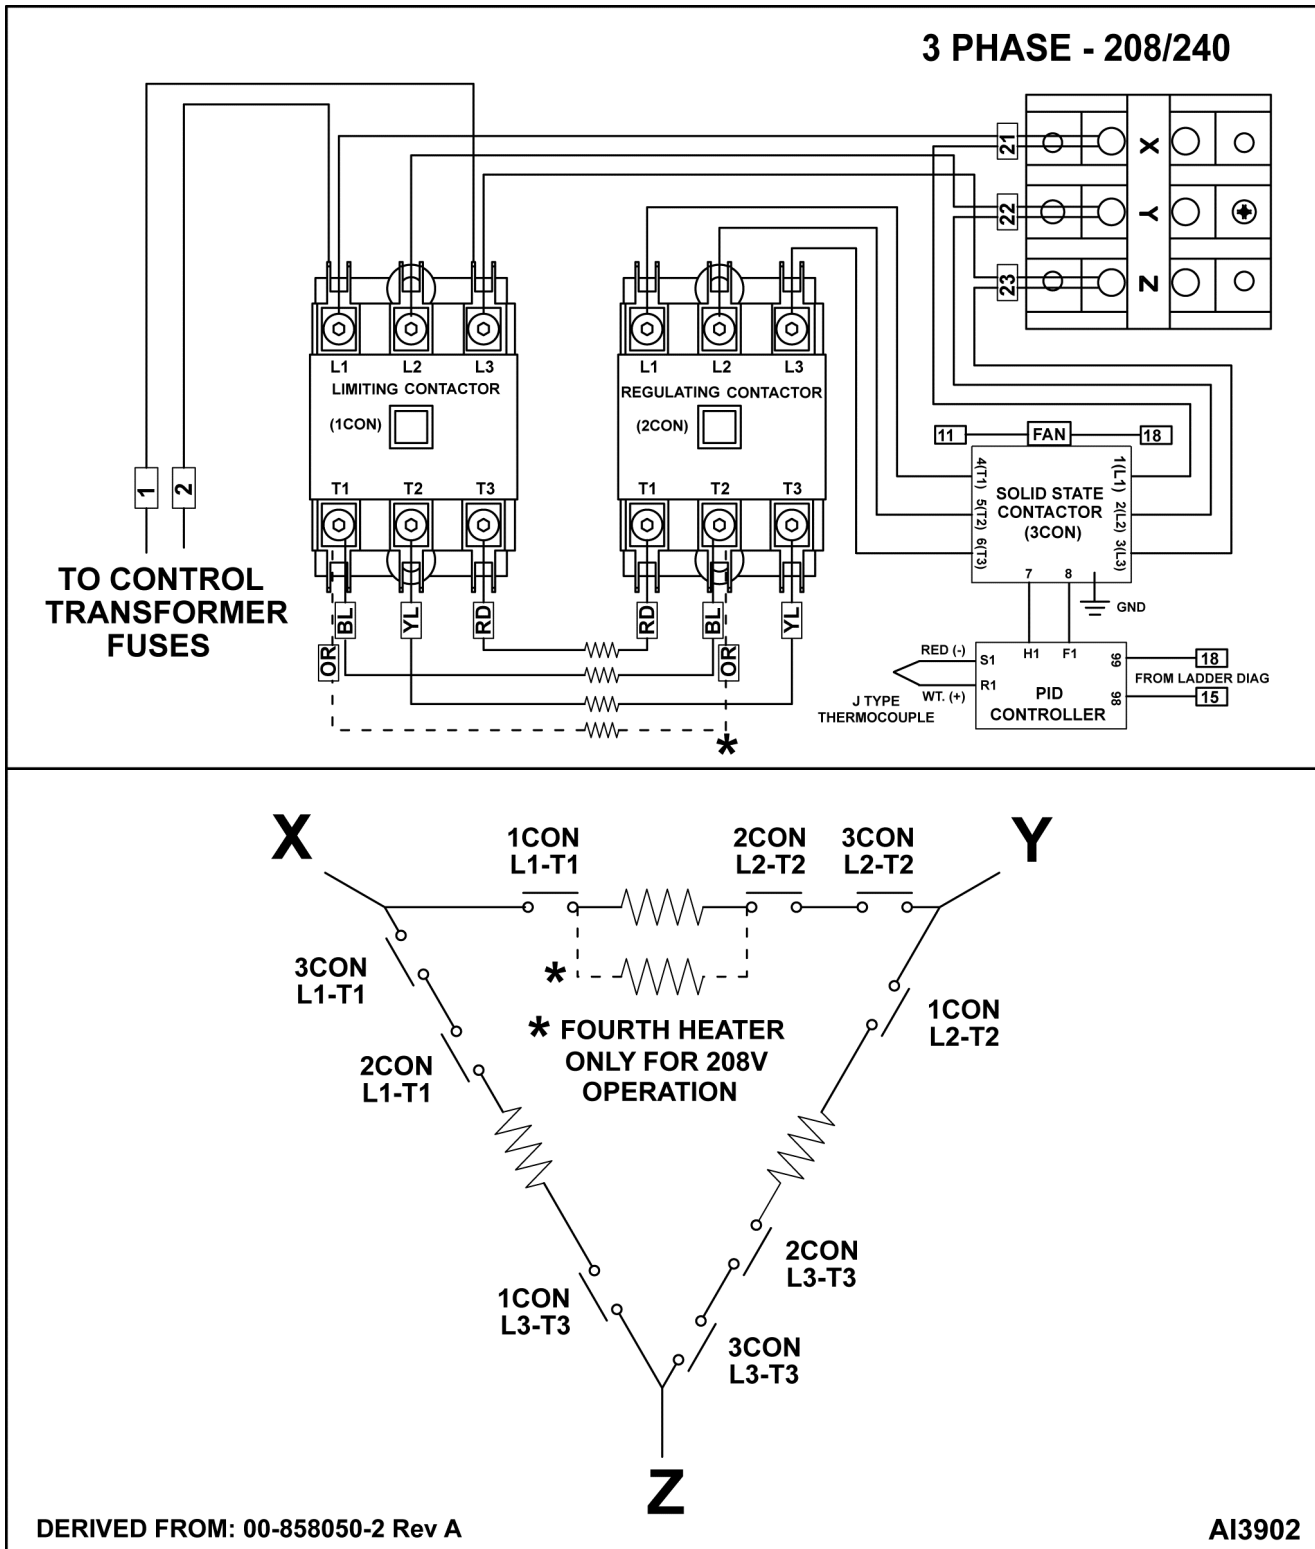 3 PHASE - 208/240
21
X
22
Y
23
Z
L1 L2 L3
LIMITING CONTACTOR
(1CON)
T1 T2 T3
L1 L2 L3
REGULATING CONTACTOR
(2CON)
T1 T2 T3
1
2
TO CONTROL
TRANSFORMER
FUSES
11
FAN
18
4(T1)
5(T2)
6(T3)
SOLID STATE
CONTACTOR
(3CON)
1(L1)
2(L2)
3(L3)
7 8
GND
BL
YL
RD
RD
BL
YL
OR
OR
*
RED (-)
WT. (+)
J TYPE
THERMOCOUPLE
S1
R1
H1 F1
PID
CONTROLLER
99
98
18
FROM LADDER DIAG
15
X
Y
1CON
L1-T1
2CON
L2-T2
3CON
L2-T2
3CON
L1-T1
*
* FOURTH HEATER
ONLY FOR 208V
OPERATION
1CON
L2-T2
2CON
L1-T1
2CON
L3-T3
1CON
L3-T3
3CON
L3-T3
Z
DERIVED FROM: 00-858050-2 Rev A
AI3902